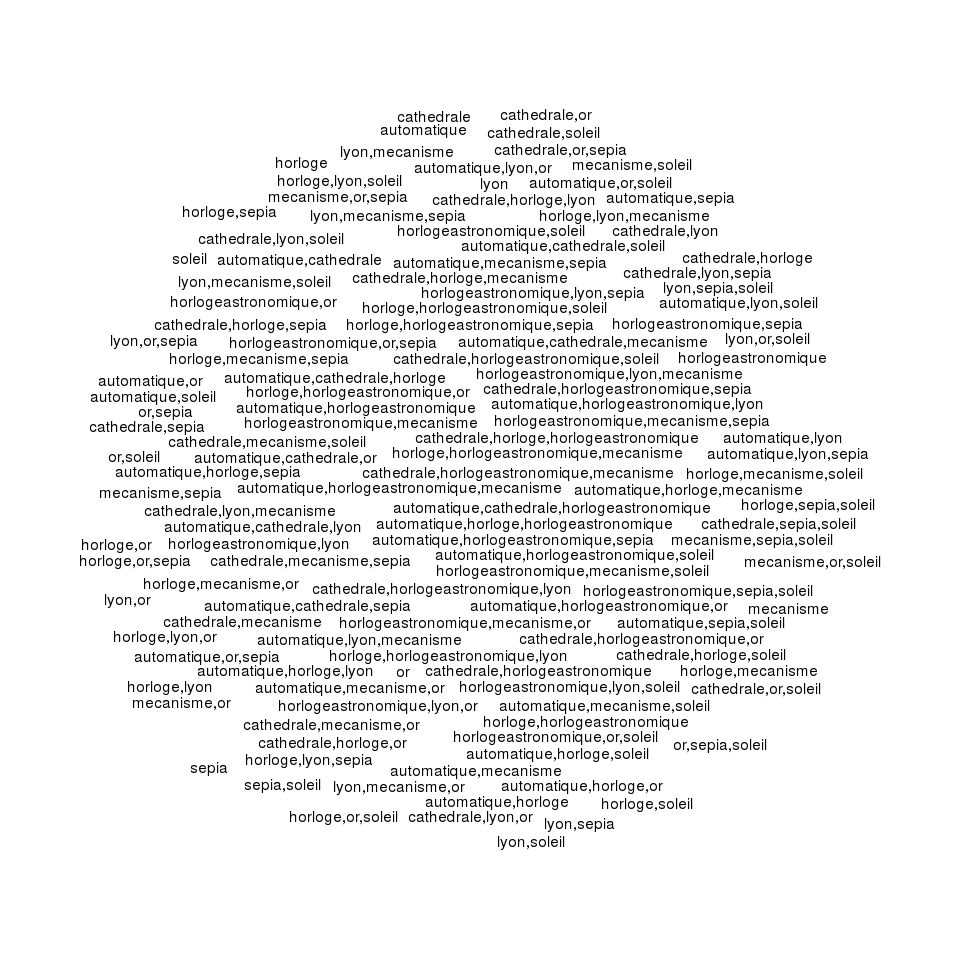 cathedrale cathedrale,or
automatique cathedrale,soleil
lyon,mecanisme cathedrale,or,sepia
horloge automatique,lyon,or mecanisme,soleil
horloge,lyon,soleil lyon automatique,or,soleil
mecanisme,or,sepia cathedrale,horloge,lyon automatique,sepia
horloge,sepia lyon,mecanisme,sepia horloge,lyon,mecanisme
horlogeastronomique,soleil cathedrale,lyon
cathedrale,lyon,soleil automatique,cathedrale,soleil
soleil automatique,cathedrale automatique,mecanisme,sepia cathedrale,horloge
lyon,mecanisme,soleil cathedrale,horloge,mecanisme cathedrale,lyon,sepia
horlogeastronomique,lyon,sepia lyon,sepia,soleil
horlogeastronomique,or horloge,horlogeastronomique,soleil automatique,lyon,soleil
cathedrale,horloge,sepia horloge,horlogeastronomique,sepia horlogeastronomique,sepia
lyon,or,sepia horlogeastronomique,or,sepia automatique,cathedrale,mecanisme lyon,or,soleil
horloge,mecanisme,sepia cathedrale,horlogeastronomique,soleil horlogeastronomique
automatique,or automatique,cathedrale,horloge horlogeastronomique,lyon,mecanisme
automatique,soleil horloge,horlogeastronomique,or cathedrale,horlogeastronomique,sepia
or,sepia automatique,horlogeastronomique automatique,horlogeastronomique,lyon
cathedrale,sepia horlogeastronomique,mecanisme horlogeastronomique,mecanisme,sepia
cathedrale,mecanisme,soleil cathedrale,horloge,horlogeastronomique automatique,lyon
or,soleil automatique,cathedrale,or horloge,horlogeastronomique,mecanisme automatique,lyon,sepia
automatique,horloge,sepia cathedrale,horlogeastronomique,mecanisme horloge,mecanisme,soleil
mecanisme,sepia automatique,horlogeastronomique,mecanisme automatique,horloge,mecanisme
cathedrale,lyon,mecanisme automatique,cathedrale,horlogeastronomique horloge,sepia,soleil
automatique,cathedrale,lyon automatique,horloge,horlogeastronomique cathedrale,sepia,soleil
horloge,or horlogeastronomique,lyon automatique,horlogeastronomique,sepia mecanisme,sepia,soleil
horloge,or,sepia cathedrale,mecanisme,sepia automatique,horlogeastronomique,soleil mecanisme,or,soleil
horlogeastronomique,mecanisme,soleil
horloge,mecanisme,or cathedrale,horlogeastronomique,lyon horlogeastronomique,sepia,soleil
lyon,or automatique,cathedrale,sepia automatique,horlogeastronomique,or mecanisme
cathedrale,mecanisme horlogeastronomique,mecanisme,or automatique,sepia,soleil
horloge,lyon,or automatique,lyon,mecanisme cathedrale,horlogeastronomique,or
automatique,or,sepia horloge,horlogeastronomique,lyon cathedrale,horloge,soleil
automatique,horloge,lyon or cathedrale,horlogeastronomique horloge,mecanisme
horloge,lyon automatique,mecanisme,or horlogeastronomique,lyon,soleil cathedrale,or,soleil
mecanisme,or horlogeastronomique,lyon,or automatique,mecanisme,soleil
cathedrale,mecanisme,or horloge,horlogeastronomique
cathedrale,horloge,or horlogeastronomique,or,soleil or,sepia,soleil
horloge,lyon,sepia automatique,horloge,soleil
sepia automatique,mecanisme
sepia,soleil lyon,mecanisme,or automatique,horloge,or
automatique,horloge horloge,soleil
horloge,or,soleil cathedrale,lyon,or lyon,sepia
lyon,soleil